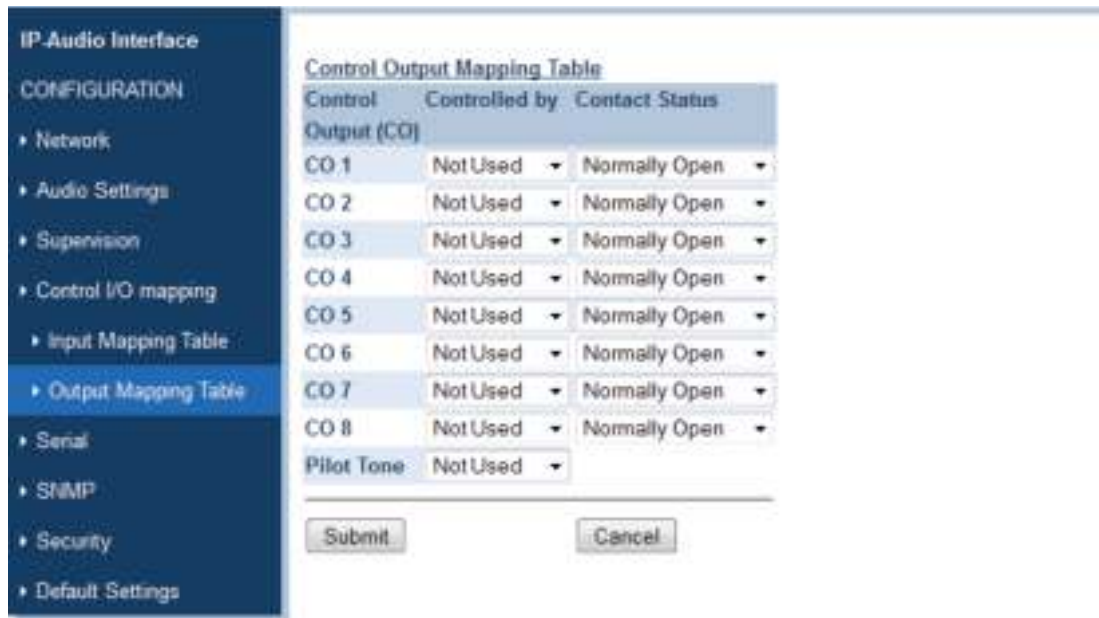 IP-Audio Interface
CONFIGURATION
Network
Audio Settings
Supervision
Control I/O mapping
Input Mapping Table
Output Mapping Table
Serial
SNMP
Security
Default Settings
Control Output Mapping Table
Control Output (CO) Controlled by Contact Status
CO 1 Not Used Normally Open
CO 2 Not Used Normally Open
CO 3 Not Used Normally Open
CO 4 Not Used Normally Open
CO 5 Not Used Normally Open
CO 6 Not Used Normally Open
CO 7 Not Used Normally Open
CO 8 Not Used Normally Open
Pilot Tone Not Used
Submit Cancel